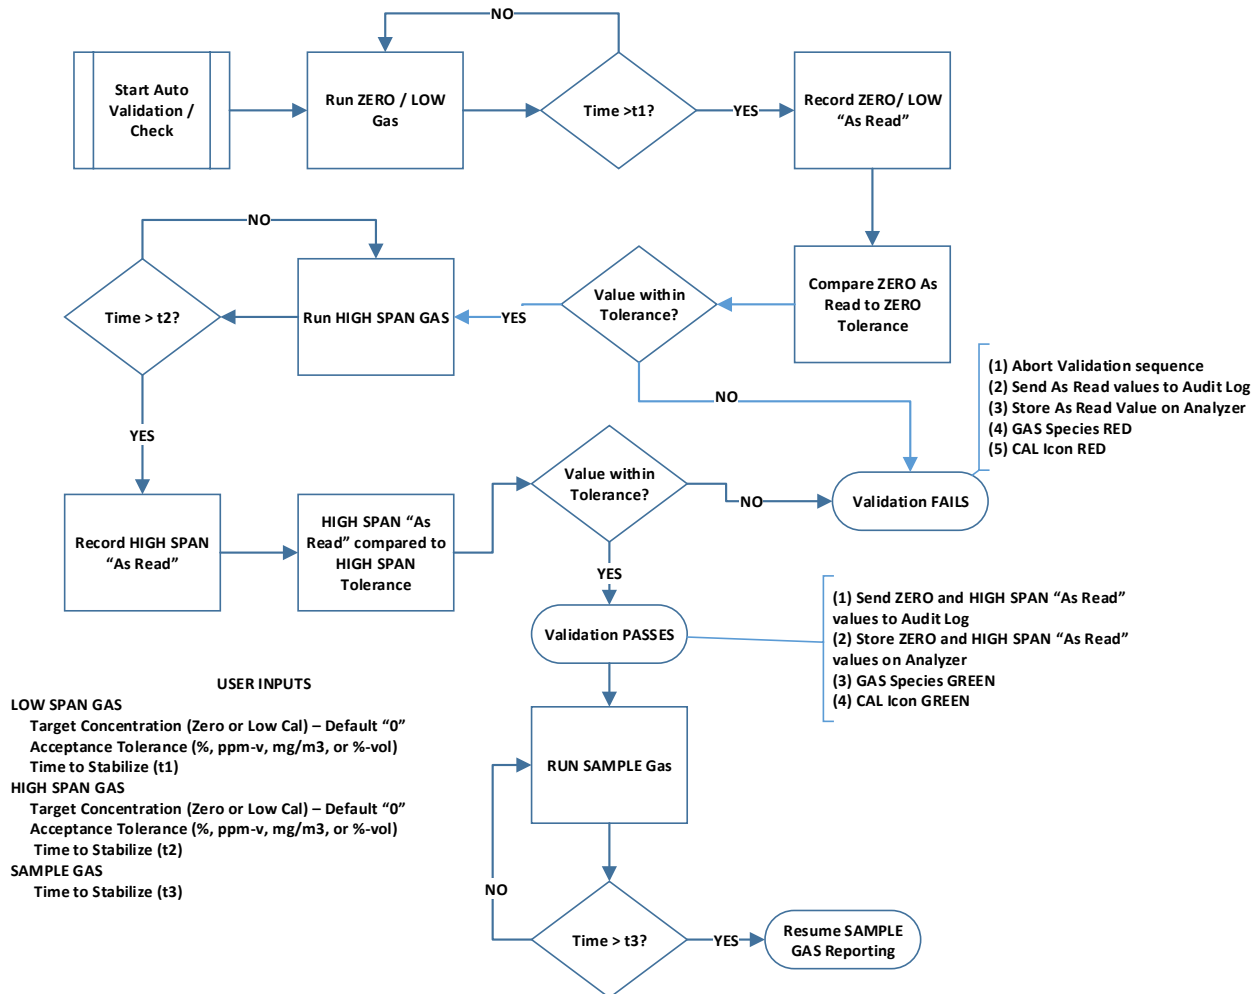 NO
Start Auto
Validation /
Check
Run ZERO / LOW
Gas
Time >t1?
YES
Record ZERO/ LOW
“As Read”
NO
Time > t2?
Run HIGH SPAN GAS
YES
Value within
Tolerance?
Compare ZERO As
Read to ZERO
Tolerance
NO
(1) Abort Validation sequence
(2) Send As Read values to Audit Log
(3) Store As Read Value on Analyzer
(4) GAS Species RED
(5) CAL Icon RED
YES
Record HIGH SPAN
“As Read”
HIGH SPAN “As
Read” compared to
HIGH SPAN
Tolerance
Value within
Tolerance?
NO
Validation FAILS
YES
Validation PASSES
(1) Send ZERO and HIGH SPAN “As Read”
values to Audit Log
(2) Store ZERO and HIGH SPAN “As Read”
values on Analyzer
(3) GAS Species GREEN
(4) CAL Icon GREEN
USER INPUTS
LOW SPAN GAS
Target Concentration (Zero or Low Cal) – Default “0”
Acceptance Tolerance (%, ppm-v, mg/m3, or %-vol)
Time to Stabilize (t1)
HIGH SPAN GAS
Target Concentration (Zero or Low Cal) – Default “0”
Acceptance Tolerance (%, ppm-v, mg/m3, or %-vol)
Time to Stabilize (t2)
SAMPLE GAS
Time to Stabilize (t3)
RUN SAMPLE Gas
NO
Time > t3?
YES
Resume SAMPLE
GAS Reporting